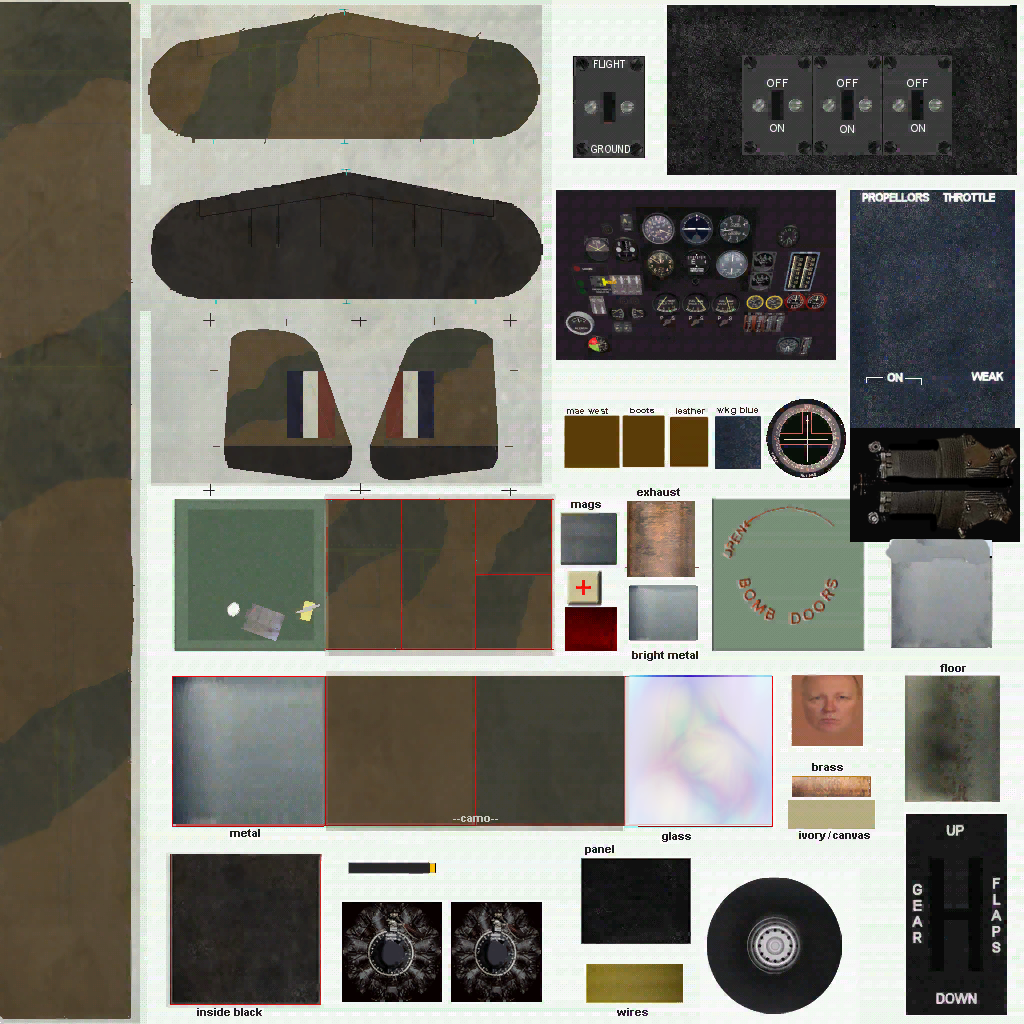 FLIGHT
GROUND
OFF OFF OFF
ON ON ON
PROPELLORS THROTTLE
ON WEAK
mae west boots leather wkg blue
exhaust
mags
OPEN
BOMB DOORS
bright metal
floor
metal
--camo--
glass
brass
ivory/canvas
panel
UP
GEAR
FLAPS
DOWN
inside black
wires